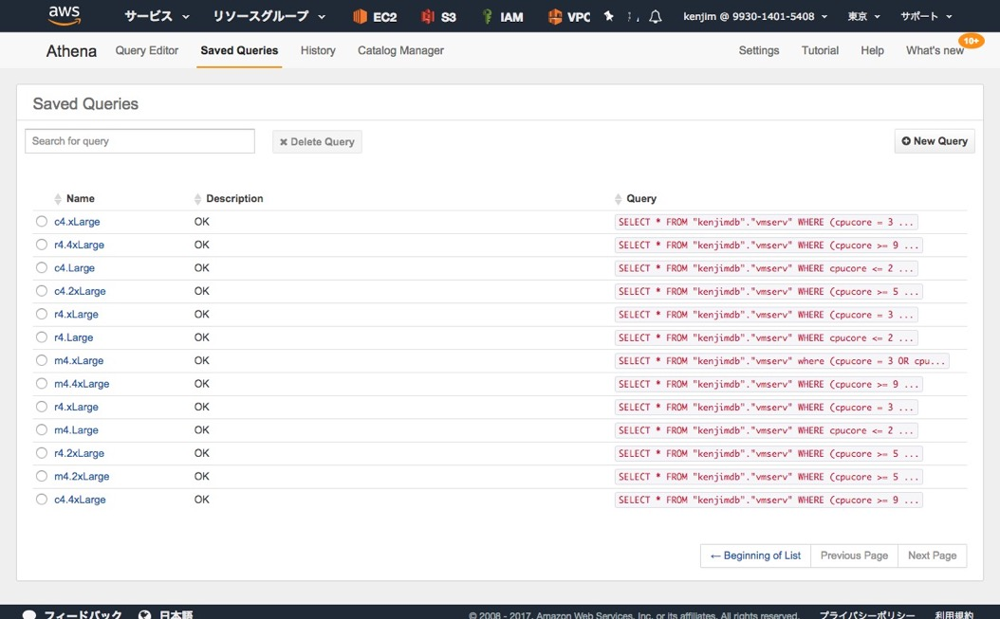 aws サービス リソースグループ EC2 S3 IAM VPC kenjim @ 9930-1401-5408 東京 サポート
Athena Query Editor Saved Queries History Catalog Manager Settings Tutorial Help What's new 10+
Saved Queries
Search for query ✖ Delete Query New Query
Name Description Query
c4.xLarge OK SELECT * FROM "kenjimdb"."vmserv" WHERE (cpucore = 3 ...
r4.4xLarge OK SELECT * FROM "kenjimdb"."vmserv" WHERE (cpucore >= 9 ...
c4.Large OK SELECT * FROM "kenjimdb"."vmserv" WHERE cpucore <= 2 ...
c4.2xLarge OK SELECT * FROM "kenjimdb"."vmserv" WHERE (cpucore >= 5 ...
r4.xLarge OK SELECT * FROM "kenjimdb"."vmserv" WHERE (cpucore = 3 ...
r4.Large OK SELECT * FROM "kenjimdb"."vmserv" WHERE cpucore <= 2 ...
m4.xLarge OK SELECT * FROM "kenjimdb"."vmserv" where (cpucore = 3 OR cpu...
m4.4xLarge OK SELECT * FROM "kenjimdb"."vmserv" WHERE (cpucore >= 9 ...
r4.xLarge OK SELECT * FROM "kenjimdb"."vmserv" WHERE (cpucore = 3 ...
m4.Large OK SELECT * FROM "kenjimdb"."vmserv" WHERE cpucore <= 2 ...
r4.2xLarge OK SELECT * FROM "kenjimdb"."vmserv" WHERE (cpucore >= 5 ...
m4.2xLarge OK SELECT * FROM "kenjimdb"."vmserv" WHERE (cpucore >= 5 ...
c4.4xLarge OK SELECT * FROM "kenjimdb"."vmserv" WHERE (cpucore >= 9 ...
← Beginning of List Previous Page Next Page
フィードバック 日本語 © 2008 - 2017, Amazon Web Services, Inc. or its affiliates. All rights reserved. プライバシーポリシー 利用規約